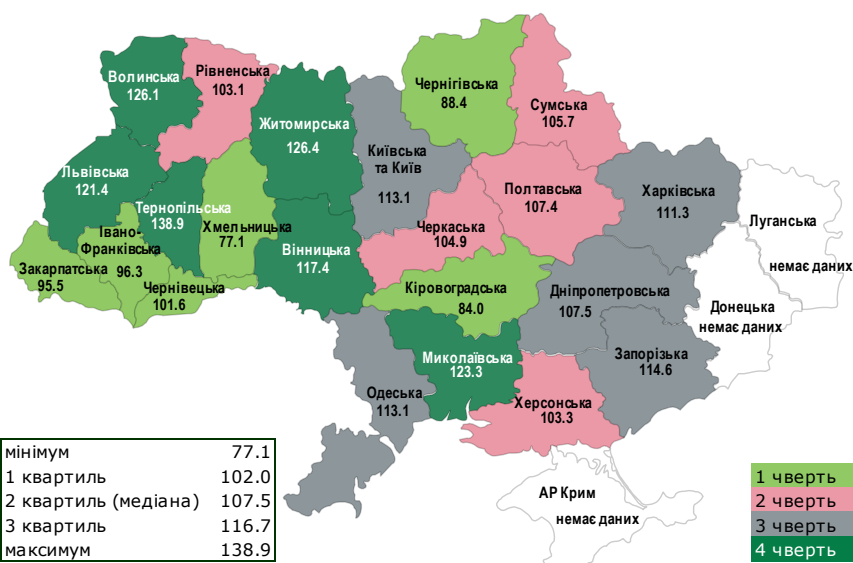 Волинська
126.1
Рівненська
103.1
Житомирська
126.4
Київська
та Київ
113.1
Чернігівська
88.4
Сумська
105.7
Львівська
121.4
Тернопільська
138.9
Хмельницька
77.1
Вінницька
117.4
Черкаська
104.9
Полтавська
107.4
Харківська
111.3
Луганська
немає даних
Івано-
Франківська
96.3
Закарпатська
95.5
Чернівецька
101.6
Кіровоградська
84.0
Дніпропетровська
107.5
Донецька
немає даних
Миколаївська
123.3
Запорізька
114.6
Одеська
113.1
Херсонська
103.3
АР Крим
немає даних
мінімум 77.1
1 квартиль 102.0
2 квартиль (медіана) 107.5
3 квартиль 116.7
максимум 138.9
1 чверть
2 чверть
3 чверть
4 чверть